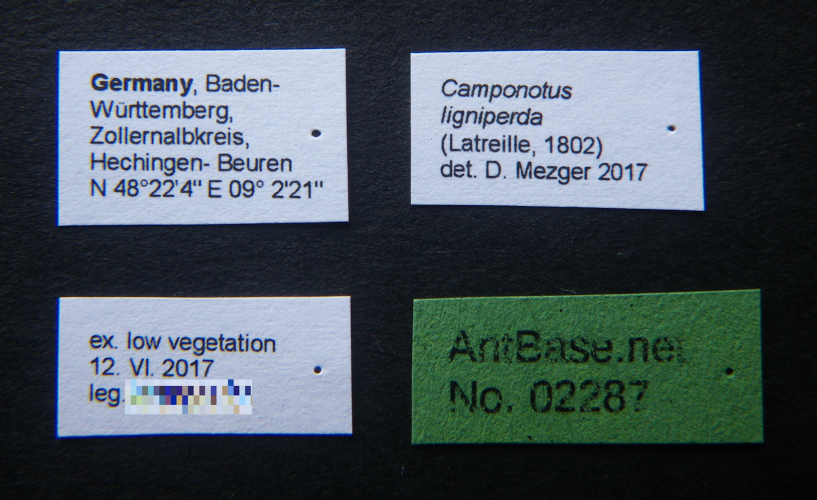 Germany, Baden-
Württemberg,
Zollernalbkreis,
Hechingen- Beuren
N 48°22'4" E 09° 2'21"
Camponotus
ligniperda
(Latreille, 1802)
det. D. Mezger 2017
ex. low vegetation
12. VI. 2017
leg.
AntBase.net
No. 02287